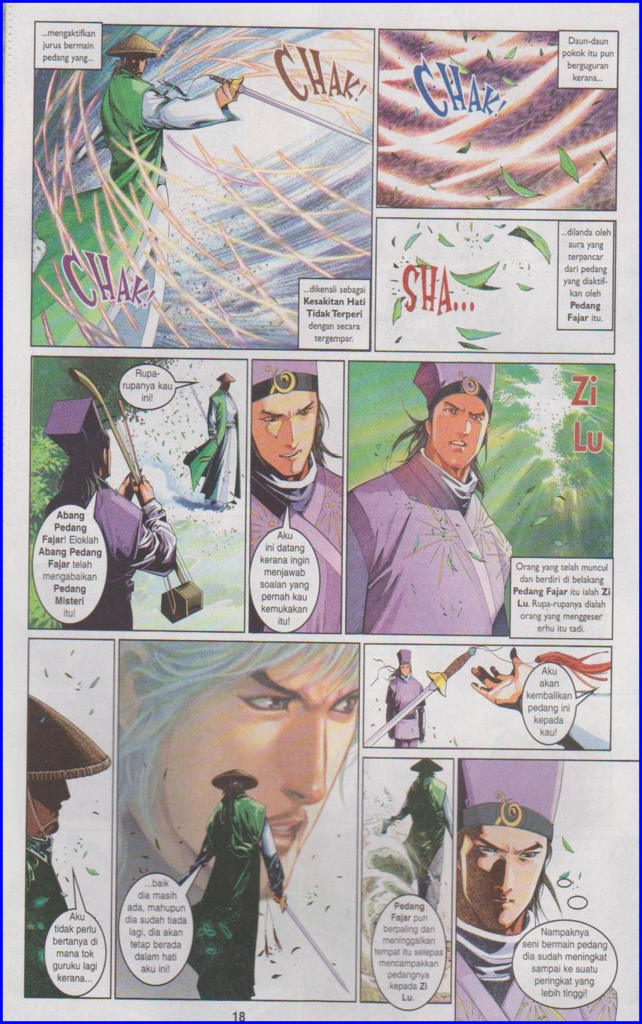 ...mengaktifkan
jurus bermain
pedang yang...
CHAK!
CHAK!
...dikenali sebagai
Kesakitan Hati
Tidak Terperi
dengan secara
tergempar.
Daun-daun
pokok itu pun
berguguran
kerana...
CHAK!
...dilanda oleh
aura yang
terpancar
dari pedang
yang diaktif-
kan oleh
Pedang
Fajar itu.
SHA...
Rupa-
rupanya kau
ini!
Abang
Pedang
Fajar! Eloklah
Abang Pedang
Fajar telah
mengabaikan
Pedang
Misteri
itu!
Aku
ini datang
kerana ingin
menjawab
soalan yang
pernah kau
kemukakan
itu!
Zi
Lu
Orang yang telah muncul
dan berdiri di belakang
Pedang Fajar itu ialah Zi
Lu. Rupa-rupanya dialah
orang yang menggeser
erhu itu tadi.
Aku
tidak perlu
bertanya di
mana tok
guruku lagi
kerana...
...baik
dia masih
ada, mahupun
dia sudah tiada
lagi, dia akan
tetap berada
dalam hati
aku ini!
Aku
akan
kembalikan
pedang ini
kepada
kau!
Pedang
Fajar pun
berpaling dan
meninggalkan
tempat itu selepas
mencampakkan
pedangnya
kepada Zi
Lu.
Nampaknya
seni bermain pedang
dia sudah meningkat
sampai ke suatu
peringkat yang
lebih tinggi!
18